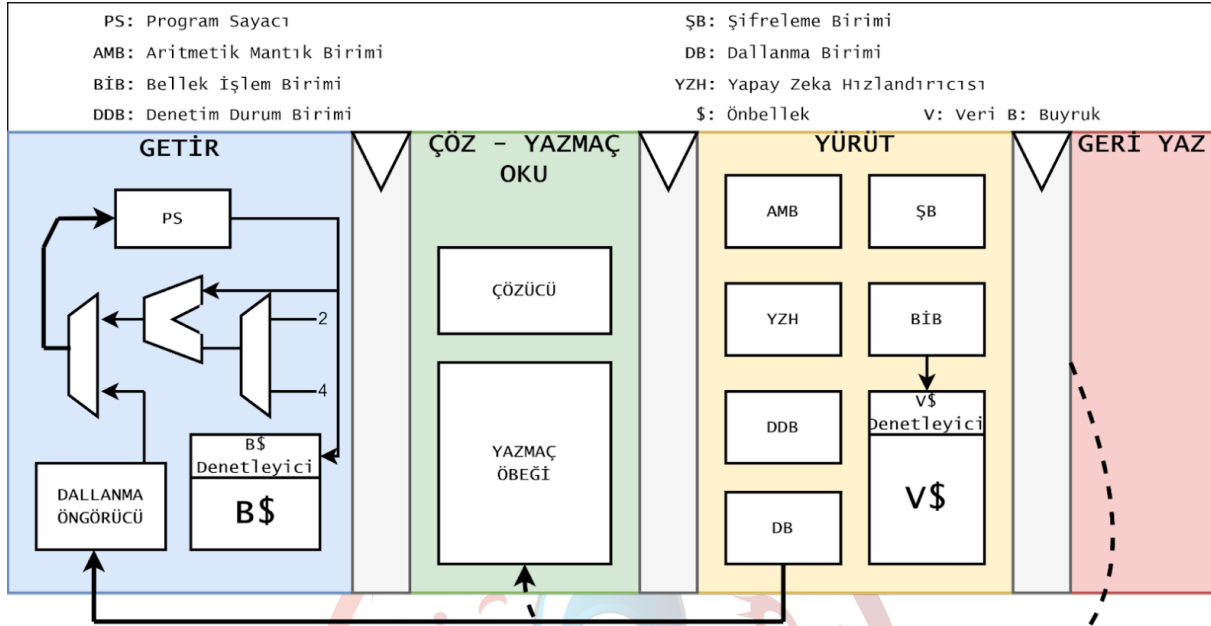 PS: Program Sayacı
ŞB: Şifreleme Birimi
AMB: Aritmetik Mantık Birimi
DB: Dallanma Birimi
BİB: Bellek İşlem Birimi
YZH: Yapay Zeka Hızlandırıcısı
DDB: Denetim Durum Birimi
$: Önbellek
V: Veri B: Buyruk
GETİR
ÇÖZ - YAZMAÇ
OKU
YÜRÜT
GERİ YAZ
PS
2
4
B$
Denetleyici
B$
DALLANMA
ÖNGÖRÜCÜ
ÇÖZÜCÜ
YAZMAÇ
ÖBEĞİ
AMB
ŞB
YZH
BİB
DDB
V$
Denetleyici
V$
DB